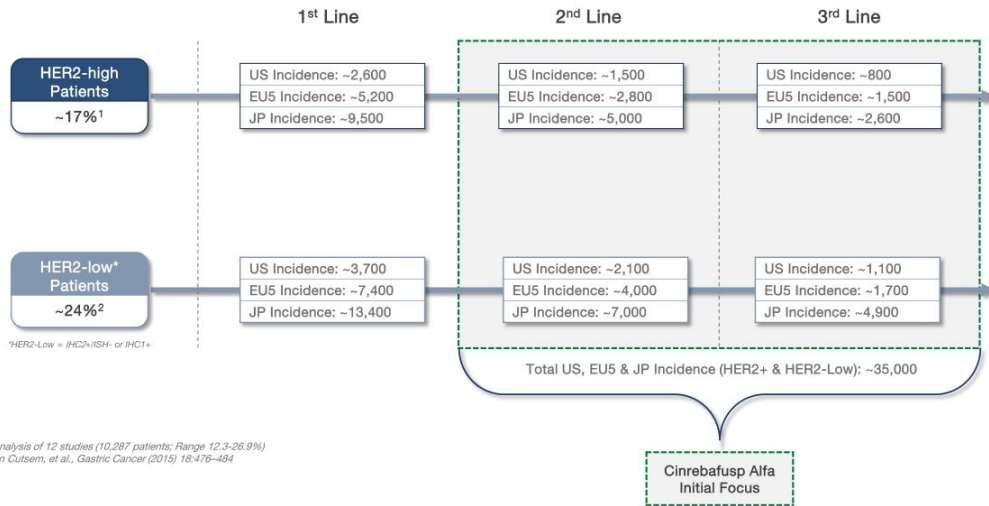 1st Line
2nd Line
3rd Line
HER2-high
Patients
~17%1
US Incidence: ~2,600
EU5 Incidence: ~5,200
JP Incidence: ~9,500
US Incidence: ~1,500
EU5 Incidence: ~2,800
JP Incidence: ~5,000
US Incidence: ~800
EU5 Incidence: ~1,500
JP Incidence: ~2,600
HER2-low*
Patients
~24%2
US Incidence: ~3,700
EU5 Incidence: ~7,400
JP Incidence: ~13,400
US Incidence: ~2,100
EU5 Incidence: ~4,000
JP Incidence: ~7,000
US Incidence: ~1,100
EU5 Incidence: ~1,700
JP Incidence: ~4,900
*HER2-Low = IHC2+/ISH- or IHC1+
Total US, EU5 & JP Incidence (HER2+ & HER2-Low): ~35,000
nalysis of 12 studies (10,287 patients; Range 12.3-26.9%)
n Cutsem, et al., Gastric Cancer (2015) 18:476–484
Cinrebafusp Alfa
Initial Focus